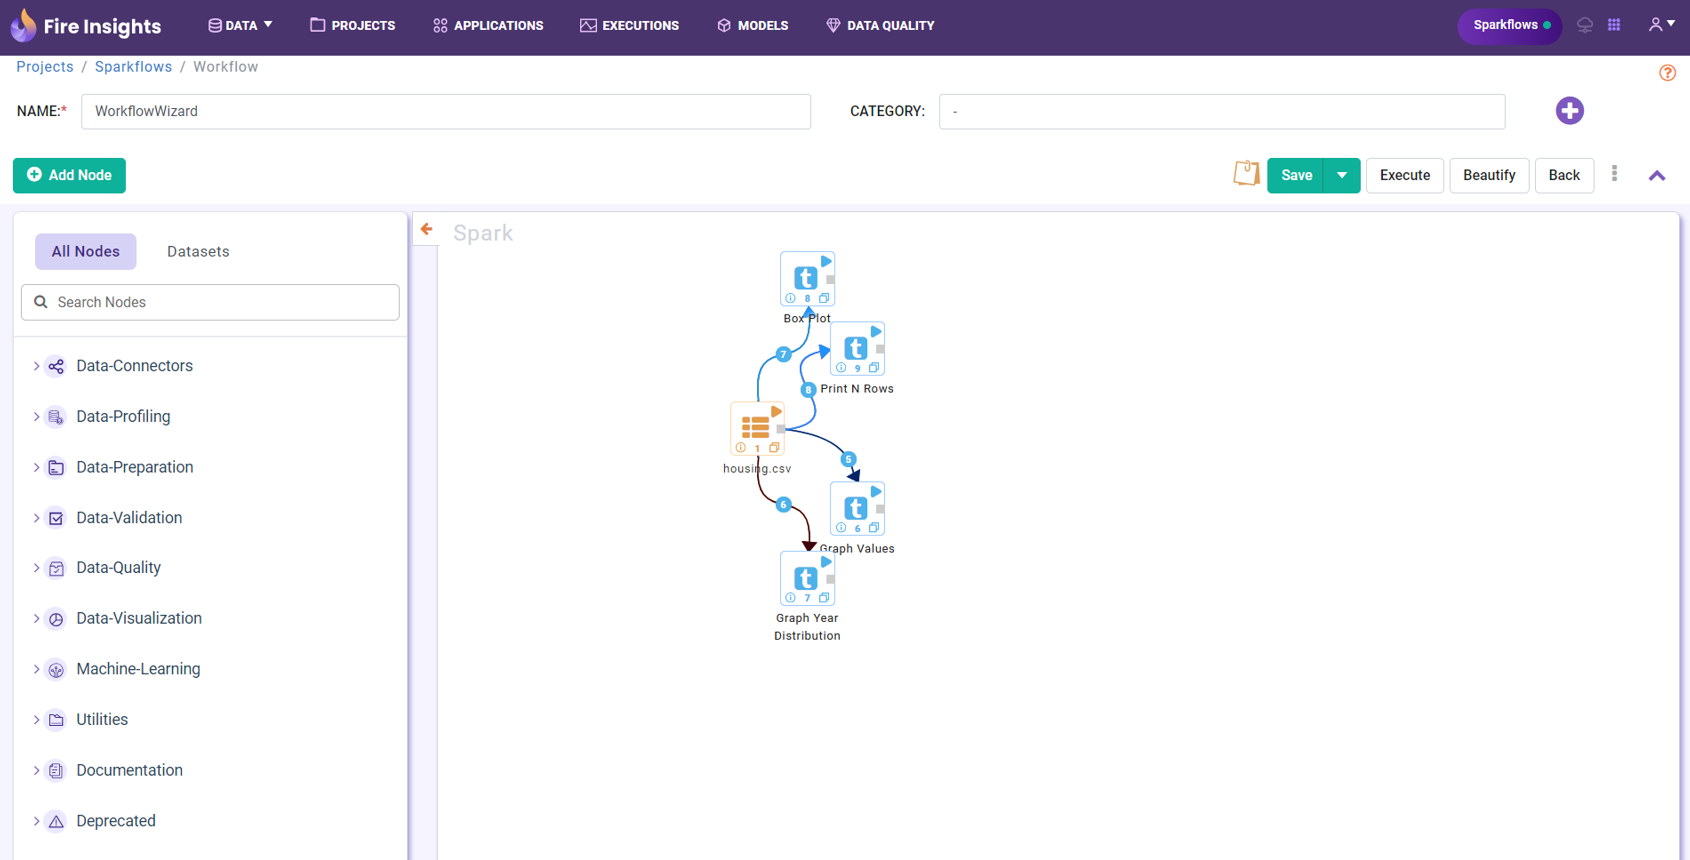 Fire Insights
DATA
PROJECTS
APPLICATIONS
EXECUTIONS
MODELS
DATA QUALITY
Sparkflows
Projects / Sparkflows / Workflow
?
NAME:* WorkflowWizard
CATEGORY: -
Add Node
Save
Execute
Beautify
Back
All Nodes
Datasets
Search Nodes
Data-Connectors
Data-Profiling
Data-Preparation
Data-Validation
Data-Quality
Data-Visualization
Machine-Learning
Utilities
Documentation
Deprecated
Spark
t
8
Box Plot
7
t
9
Print N Rows
8
1
housing.csv
5
t
6
Graph Values
6
t
7
Graph Year
Distribution